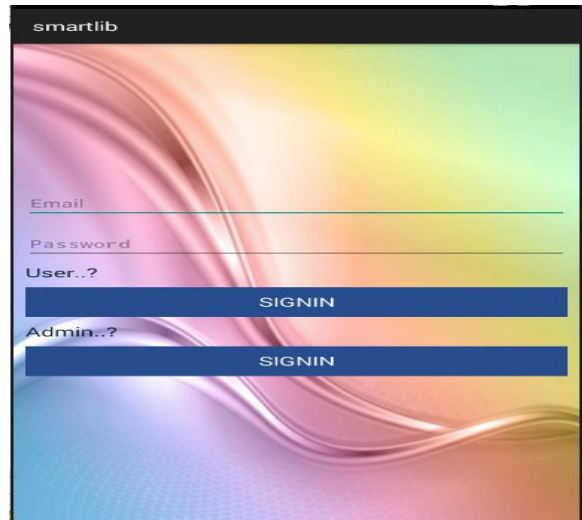 smartlib
Email
Password
User..?
SIGNIN
Admin..?
SIGNIN